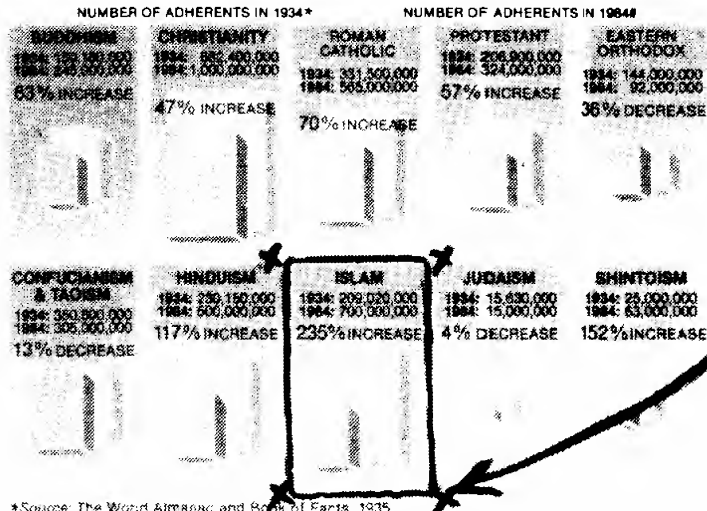 NUMBER OF ADHERENTS IN 1934* NUMBER OF ADHERENTS IN 1984#
BUDDHISM
1934:
1984: 245,000,000
63% INCREASE
CHRISTIANITY
1934: 682,400,000
1984: 1,000,000,000
47% INCREASE
ROMAN
CATHOLIC
1934: 331,500,000
1984: 565,000,000
70% INCREASE
PROTESTANT
1934: 206,900,000
1984: 324,000,000
57% INCREASE
EASTERN
ORTHODOX
1934: 144,000,000
1984: 92,000,000
36% DECREASE
CONFUCIANISM
& TAOISM
1934: 350,600,000
1984: 305,000,000
13% DECREASE
HINDUISM
1934: 230,150,000
1984: 500,000,000
117% INCREASE
ISLAM
1934: 209,020,000
1984: 700,000,000
235% INCREASE
JUDAISM
1934: 15,630,000
1984: 15,000,000
4% DECREASE
SHINTOISM
1934: 25,000,000
1984: 63,000,000
152% INCREASE
*Source: The World Almanac and Book of Facts, 1935